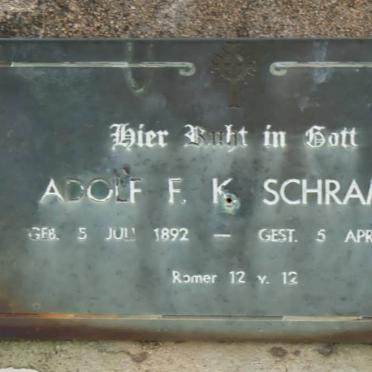 Hier Ruht in Gott
ADOLF F. K. SCHRAM
GEB. 5 JULI 1892 — GEST. 5 APR
Romer 12 v. 12